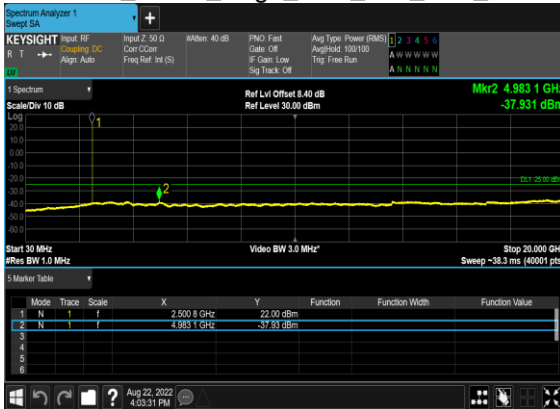 Spectrum Analyzer 1
Swept SA
+
KEYSIGHT Input: RF Input Z: 50 Ω #Atten: 40 dB PNO: Fast Avg Type: Power (RMS) 1 2 3 4 5 6
R T Coupling: DC Corr CCorr Gate: Off Avg|Hold: 100/100 A W W W W W
Align: Auto Freq Ref: Int (S) IF Gain: Low Trig: Free Run
Sig Track: Off A N N N N N
1 Spectrum Ref Lvl Offset 8.40 dB Mkr2 4.983 1 GHz
Scale/Div 10 dB Ref Level 30.00 dBm -37.931 dBm
Log
20.0
10.0
0.00
-10.0
-20.0
-30.0
-40.0
-50.0
-60.0
1
2
DL1 -25.00 dBm
Start 30 MHz Video BW 3.0 MHz* Stop 20.000 GHz
#Res BW 1.0 MHz Sweep ~38.3 ms (40001 pts)
5 Marker Table
Mode Trace Scale X Y Function Function Width Function Value
1 N 1 f 2.500 8 GHz 22.00 dBm
2 N 1 f 4.983 1 GHz -37.93 dBm
3
4
5
6
? Aug 22, 2022
4:03:31 PM